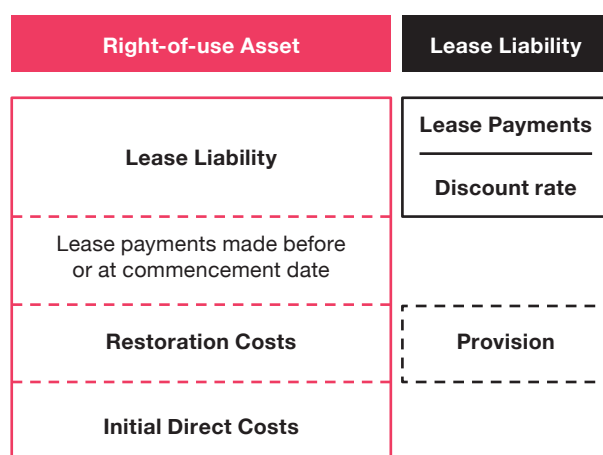 Right-of-use Asset
Lease Liability
Lease Liability
Lease Payments
Discount rate
Lease payments made before
or at commencement date
Restoration Costs
Provision
Initial Direct Costs